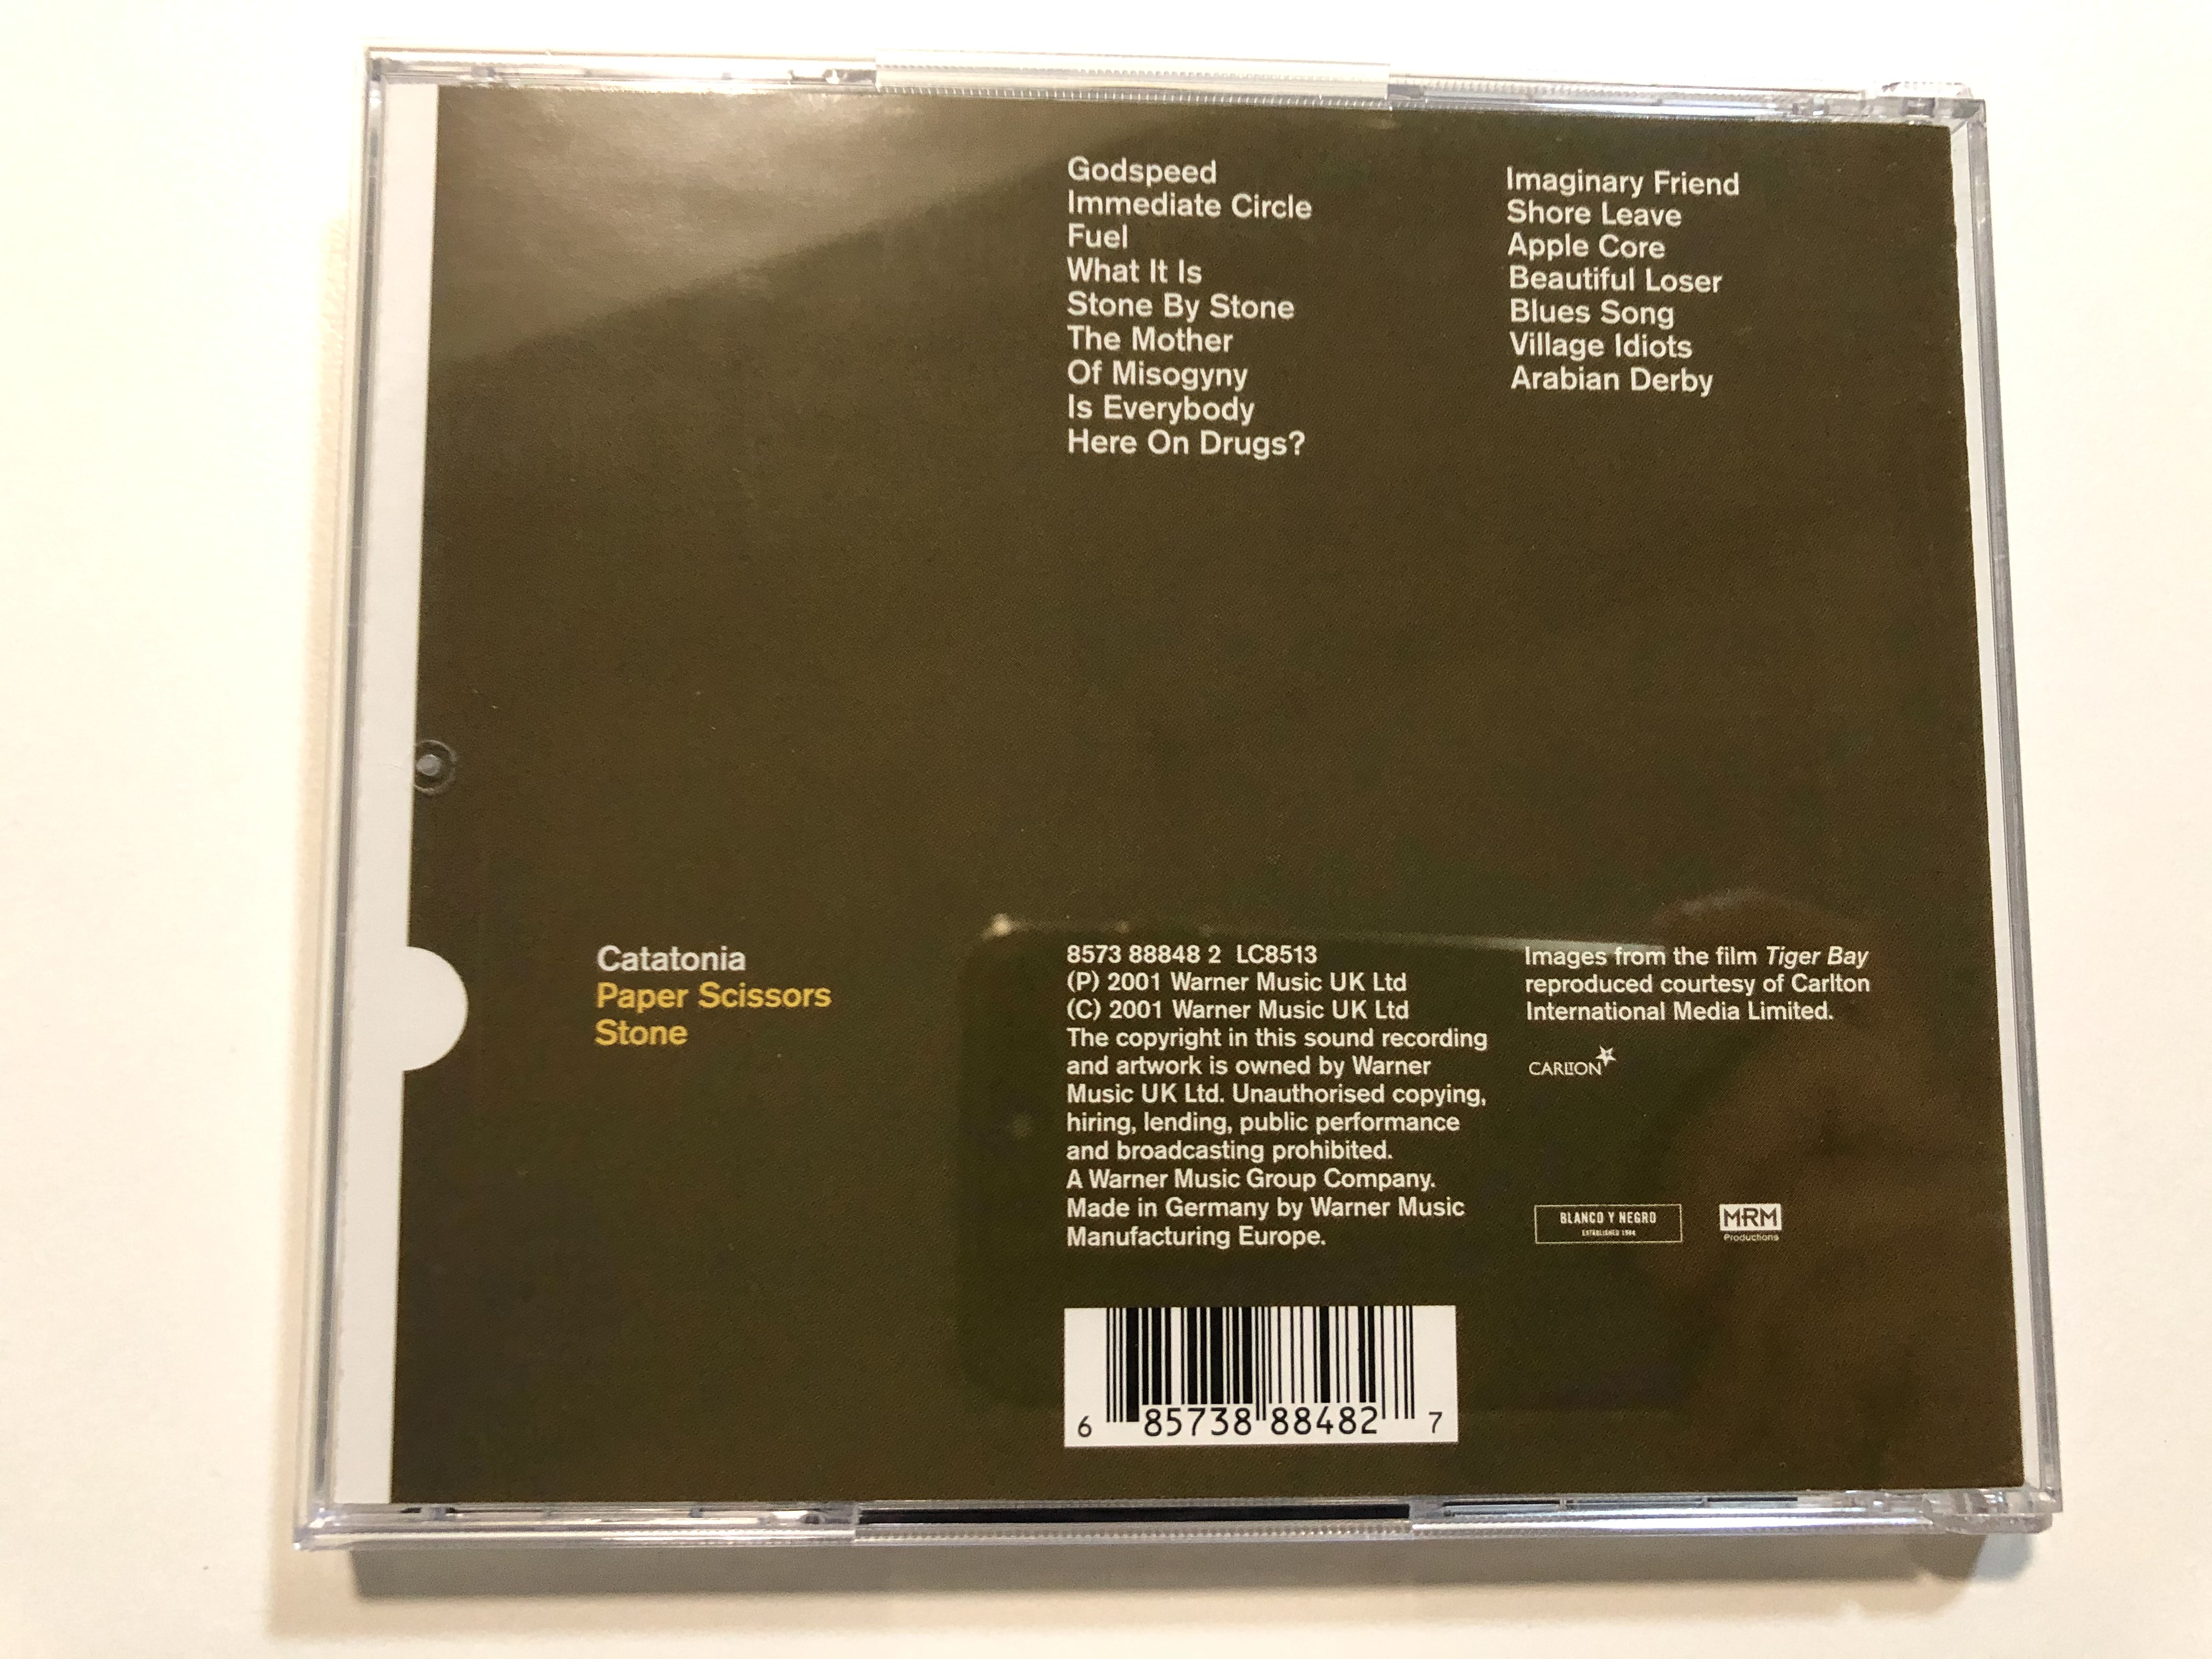 Godspeed
Immediate Circle
Fuel
What It Is
Stone By Stone
The Mother
Of Misogyny
Is Everybody
Here On Drugs?
Imaginary Friend
Shore Leave
Apple Core
Beautiful Loser
Blues Song
Village Idiots
Arabian Derby
Catatonia
Paper Scissors
Stone
8573 88848 2 LC8513
(P) 2001 Warner Music UK Ltd
(C) 2001 Warner Music UK Ltd
The copyright in this sound recording
and artwork is owned by Warner
Music UK Ltd. Unauthorised copying,
hiring, lending, public performance
and broadcasting prohibited.
A Warner Music Group Company.
Made in Germany by Warner Music
Manufacturing Europe.
Images from the film Tiger Bay
reproduced courtesy of Carlton
International Media Limited.
CARLTON
BLANCO Y NEGRO
ESTABLISHED 1984
MRM
Productions
6 85738 88482 7